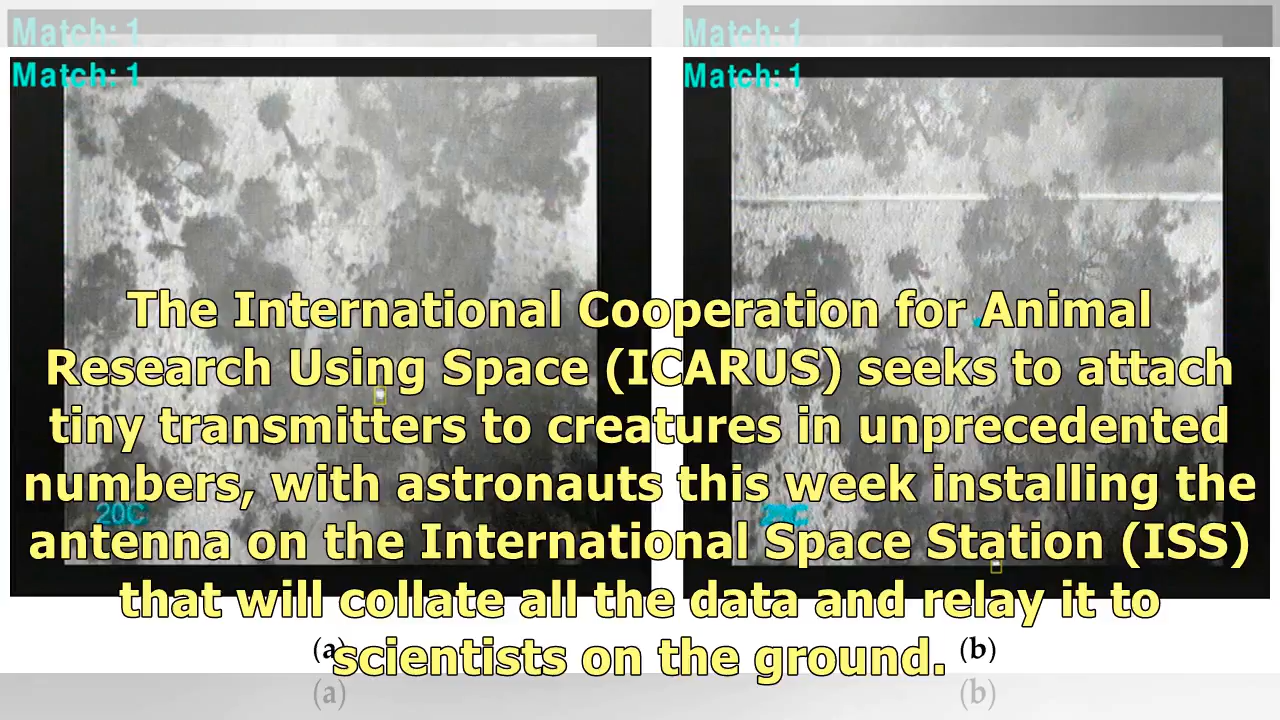 Match: 1
Match: 1
Match: 1
Match: 1
The International Cooperation for Animal
Research Using Space (ICARUS) seeks to attach
tiny transmitters to creatures in unprecedented
numbers, with astronauts this week installing the
antenna on the International Space Station (ISS)
that will collate all the data and relay it to
scientists on the ground.
20C
(a)
(b)
(a)
(b)